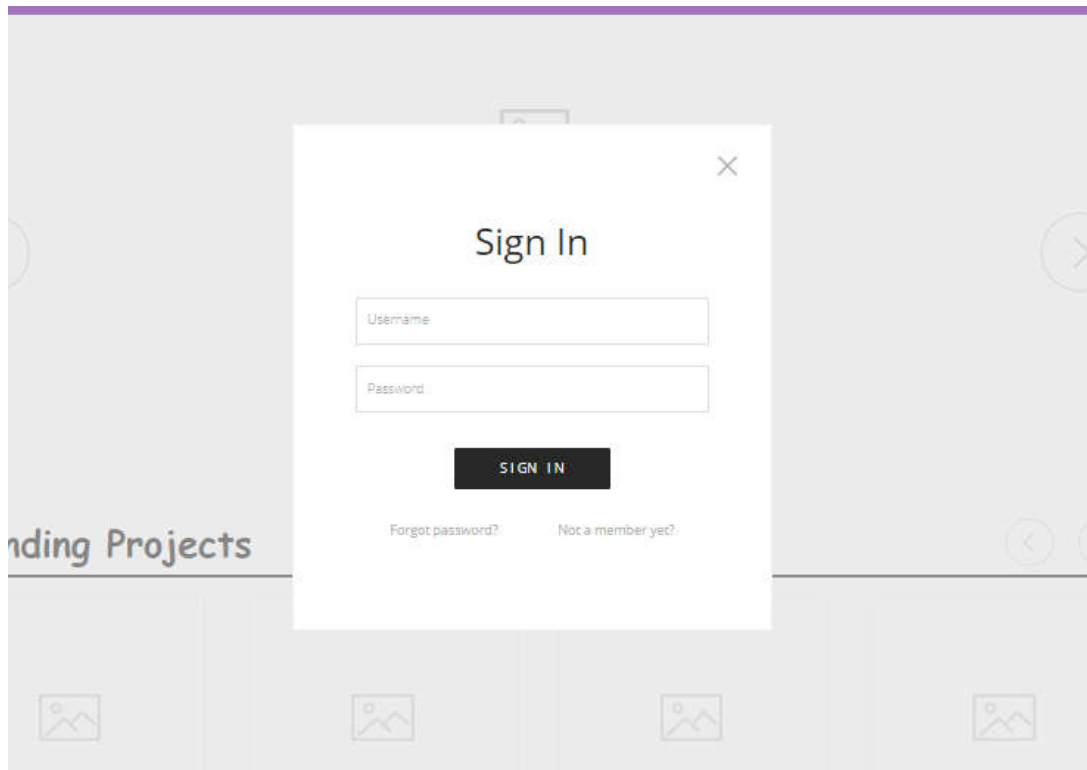 Sign In
Username
Password
SIGN IN
Forgot password? Not a member yet?
nding Projects